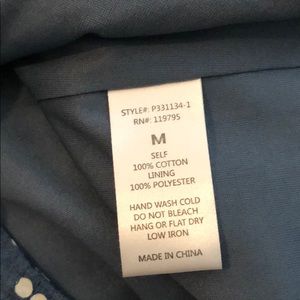 STYLE#: P331134-1
RN#: 119795
M
SELF
100% COTTON
LINING
100% POLYESTER
HAND WASH COLD
DO NOT BLEACH
HANG OR FLAT DRY
LOW IRON
MADE IN CHINA